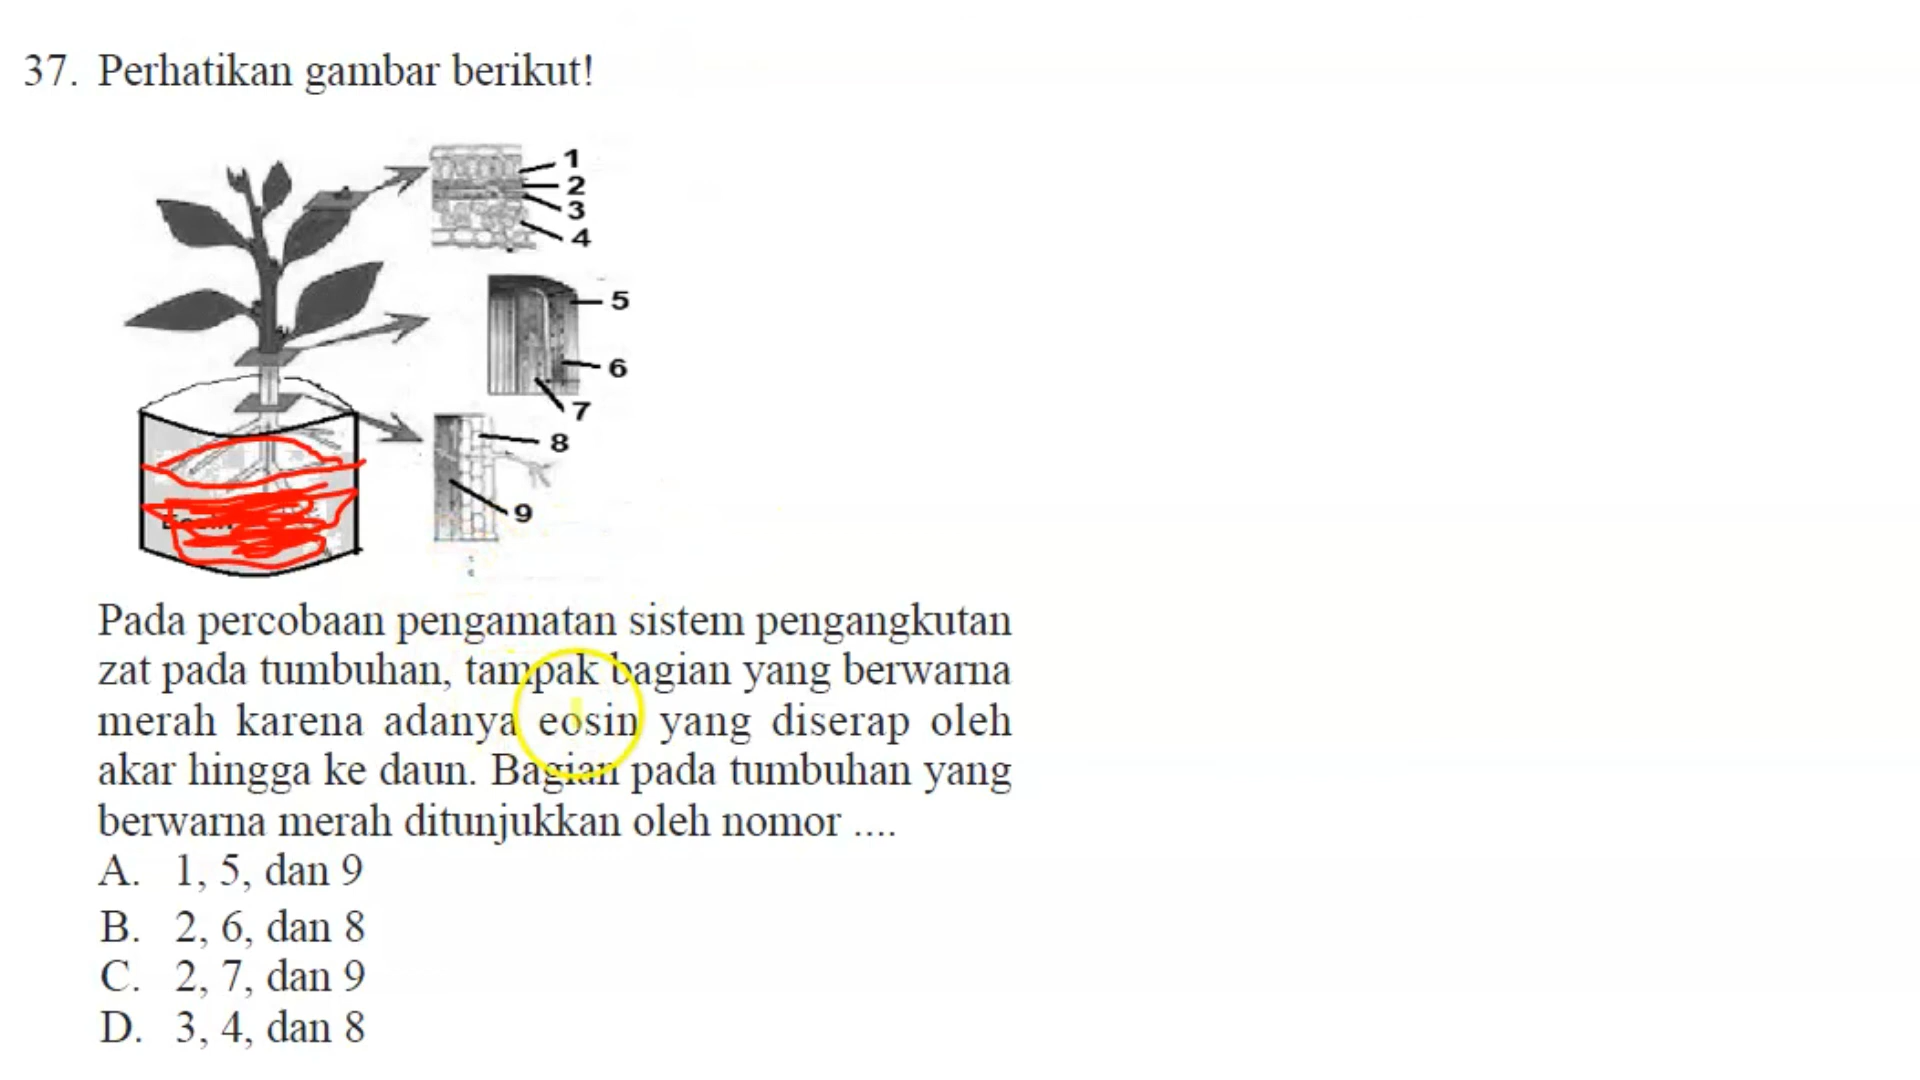 37. Perhatikan gambar berikut!
1
2
3
4
5
6
7
8
9
Eosin
Pada percobaan pengamatan sistem pengangkutan
zat pada tumbuhan, tampak bagian yang berwarna
merah karena adanya eosin yang diserap oleh
akar hingga ke daun. Bagian pada tumbuhan yang
berwarna merah ditunjukkan oleh nomor ....
A. 1, 5, dan 9
B. 2, 6, dan 8
C. 2, 7, dan 9
D. 3, 4, dan 8